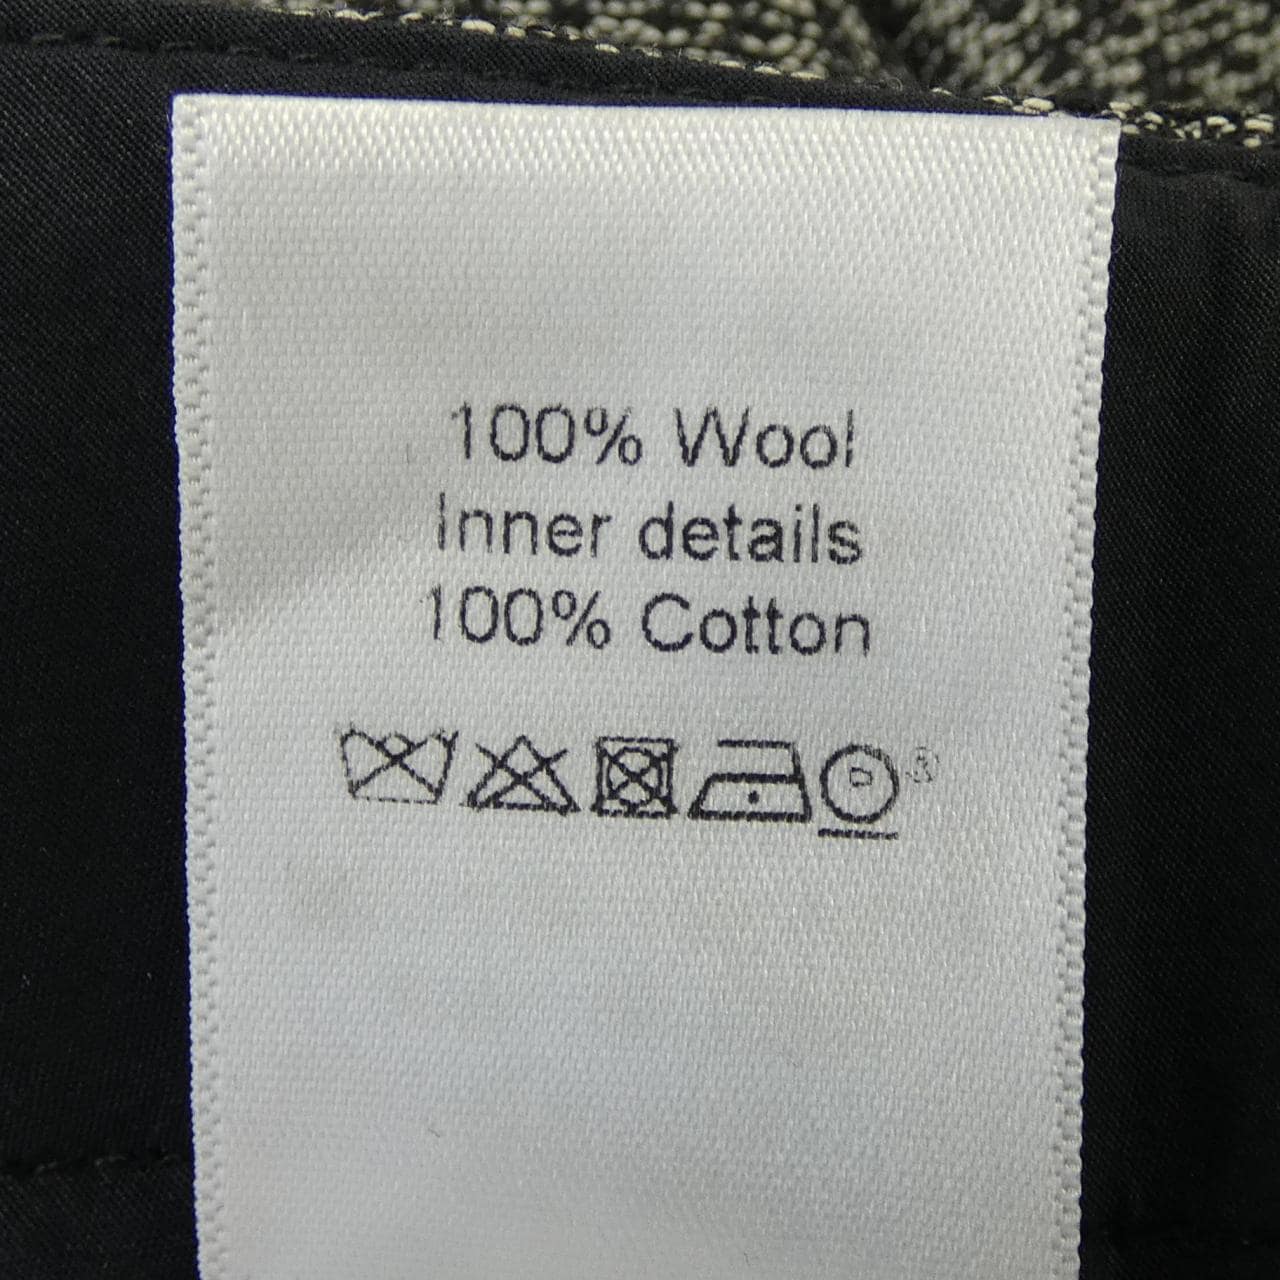 100% Wool
Inner details
100% Cotton
P ®